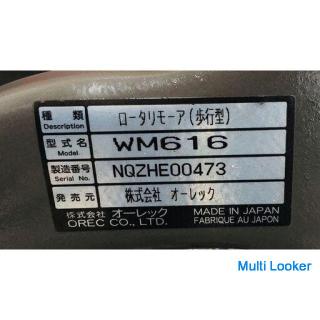 種類 ロータリモーア(歩行型)
Description
型式名 WM616
Model
製造番号 NQZHE00473
Serial No.
発売元 株式会社 オーレック
株式会社 オーレック MADE IN JAPAN
OREC CO., LTD. FABRIQUE AU JAPON
Multi Looker